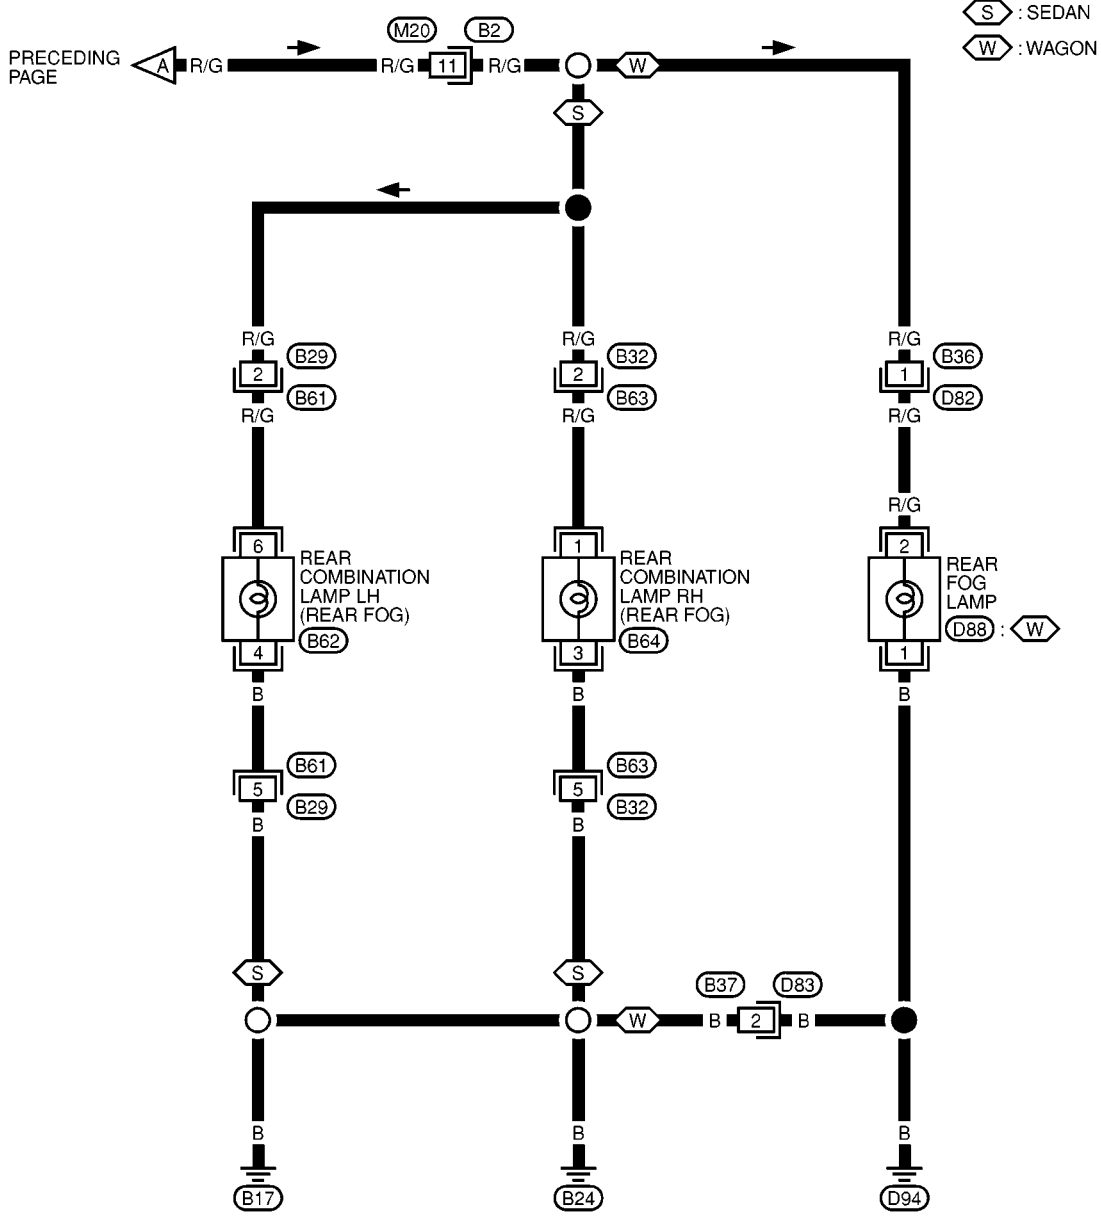 S : SEDAN
W : WAGON
M20 B2
PRECEDING
PAGE
A R/G R/G 11 R/G W
S
R/G R/G R/G
B29 B32 B36
2 2 1
B61 B63 D82
R/G R/G R/G
R/G
6 1 2
REAR
COMBINATION
LAMP LH
(REAR FOG)
B62
REAR
COMBINATION
LAMP RH
(REAR FOG)
B64
REAR
FOG
LAMP
D88 : W
4 3 1
B B B
B61 B63
5 5
B29 B32
B B
S S
B37 D83
W B 2 B
B B B
B17 B24 D94